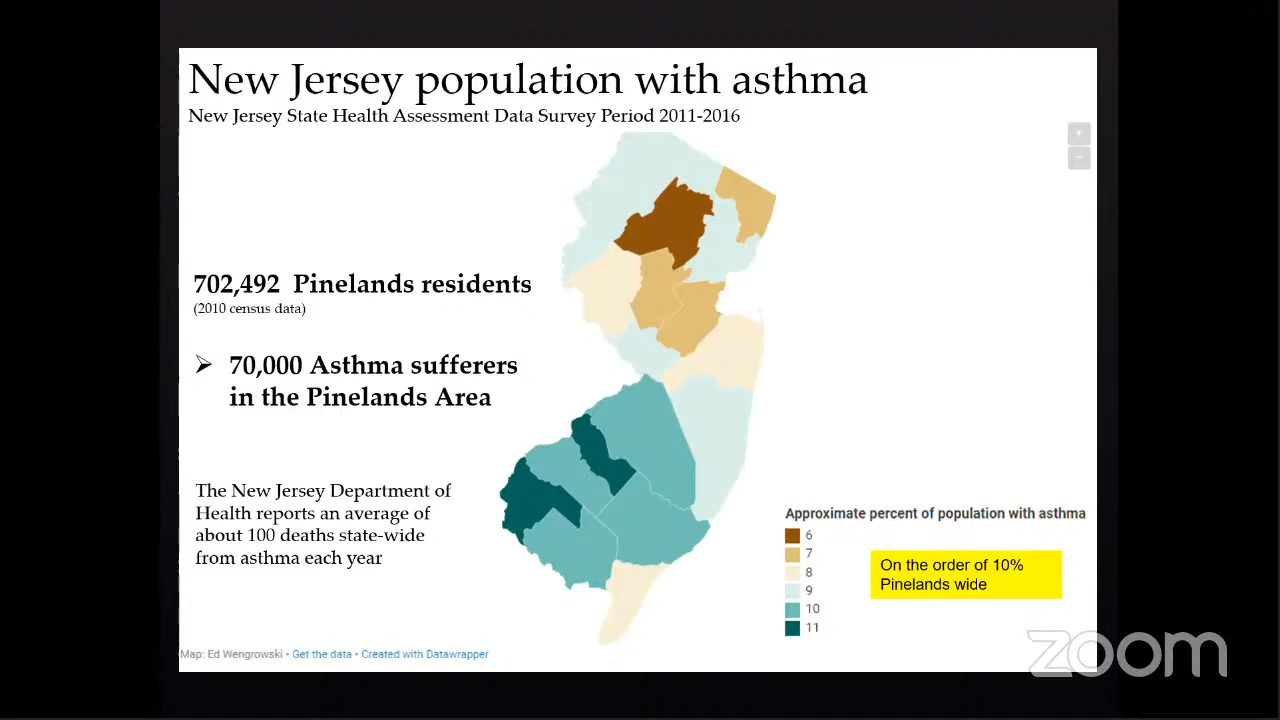 New Jersey population with asthma
New Jersey State Health Assessment Data Survey Period 2011-2016
+
−
702,492 Pinelands residents
(2010 census data)
➢ 70,000 Asthma sufferers
in the Pinelands Area
The New Jersey Department of
Health reports an average of
about 100 deaths state-wide
from asthma each year
Approximate percent of population with asthma
6
7
8
9
10
11
On the order of 10%
Pinelands wide
Map: Ed Wengrowski • Get the data • Created with Datawrapper
zoom